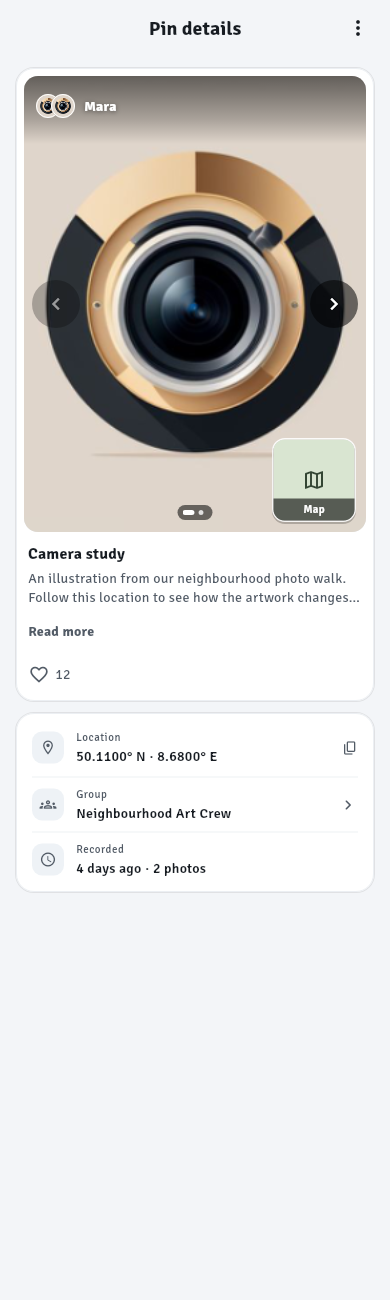 Pin details
Mara
Map
Camera study
An illustration from our neighbourhood photo walk.
Follow this location to see how the artwork changes...
Read more
12
Location
50.1100° N · 8.6800° E
Group
Neighbourhood Art Crew
Recorded
4 days ago · 2 photos